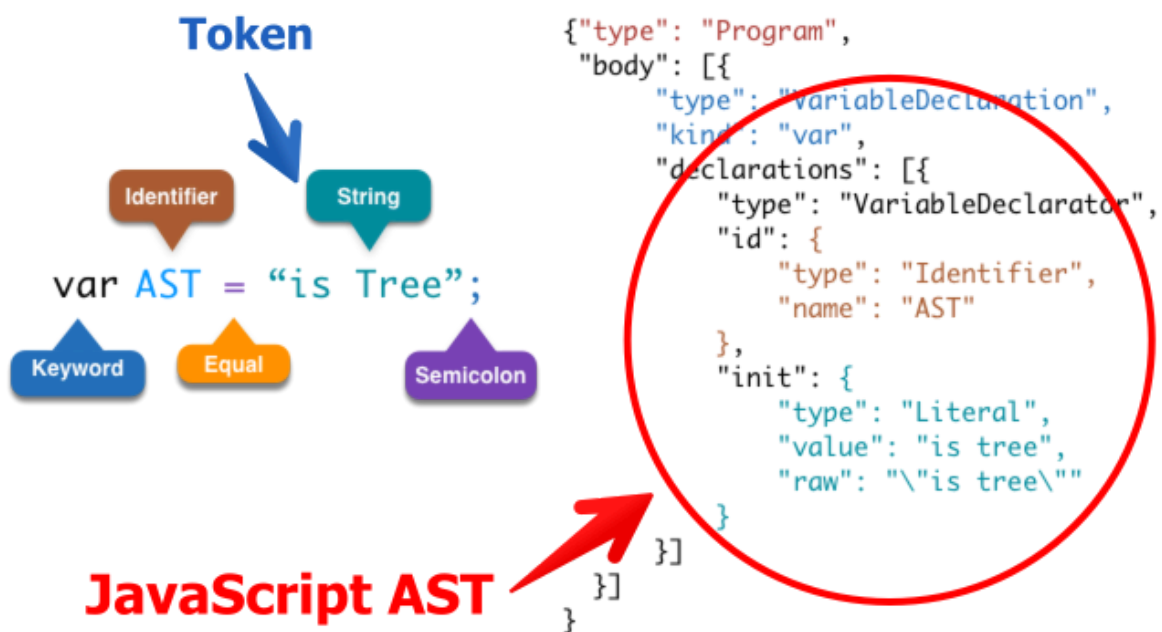 Token
Identifier
String
var AST = “is Tree”;
Keyword
Equal
Semicolon
JavaScript AST
{"type": "Program",
"body": [{
"type": "VariableDeclaration",
"kind": "var",
"declarations": [{
"type": "VariableDeclarator",
"id": {
"type": "Identifier",
"name": "AST"
},
"init": {
"type": "Literal",
"value": "is tree",
"raw": "\"is tree\""
}
}]
}]
}